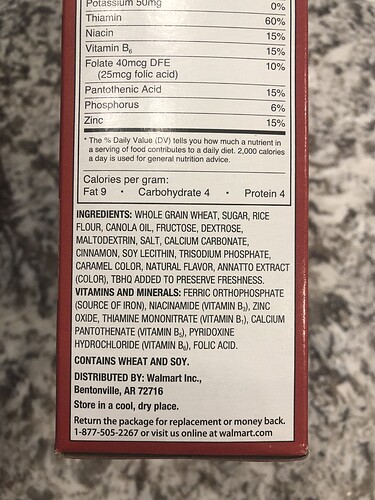 Potassium 50mg 0%
Thiamin 60%
Niacin 15%
Vitamin B6 15%
Folate 40mcg DFE 10%
(25mcg folic acid)
Pantothenic Acid 15%
Phosphorus 6%
Zinc 15%
* The % Daily Value (DV) tells you how much a nutrient in
a serving of food contributes to a daily diet. 2,000 calories
a day is used for general nutrition advice.
Calories per gram:
Fat 9 • Carbohydrate 4 • Protein 4
INGREDIENTS: WHOLE GRAIN WHEAT, SUGAR, RICE
FLOUR, CANOLA OIL, FRUCTOSE, DEXTROSE,
MALTODEXTRIN, SALT, CALCIUM CARBONATE,
CINNAMON, SOY LECITHIN, TRISODIUM PHOSPHATE,
CARAMEL COLOR, NATURAL FLAVOR, ANNATTO EXTRACT
(COLOR), TBHQ ADDED TO PRESERVE FRESHNESS.
VITAMINS AND MINERALS: FERRIC ORTHOPHOSPHATE
(SOURCE OF IRON), NIACINAMIDE (VITAMIN B3), ZINC
OXIDE, THIAMINE MONONITRATE (VITAMIN B1), CALCIUM
PANTOTHENATE (VITAMIN B5), PYRIDOXINE
HYDROCHLORIDE (VITAMIN B6), FOLIC ACID.
CONTAINS WHEAT AND SOY.
DISTRIBUTED BY: Walmart Inc.,
Bentonville, AR 72716
Store in a cool, dry place.
Return the package for replacement or money back.
1-877-505-2267 or visit us online at walmart.com